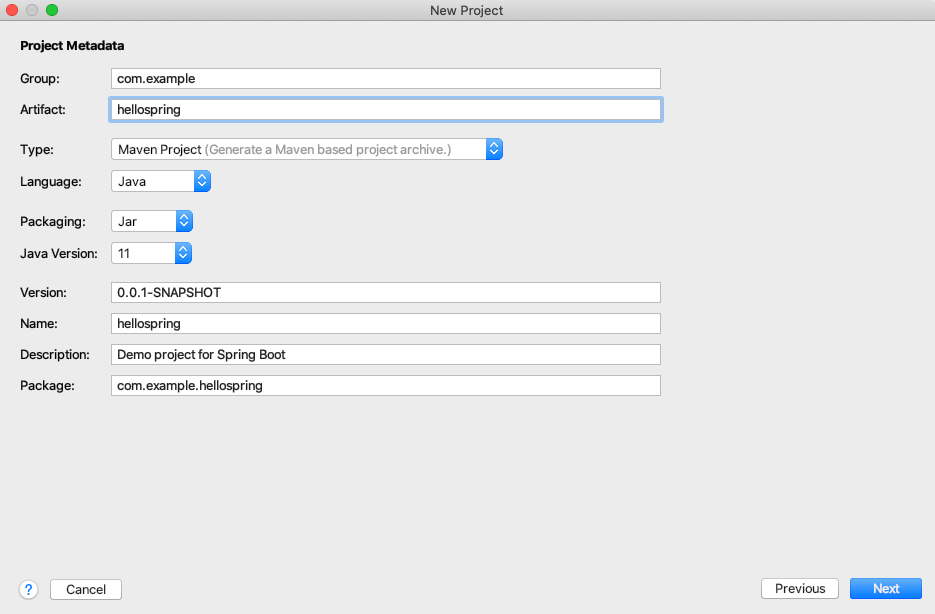 New Project
Project Metadata
Group: com.example
Artifact: hellospring
Type: Maven Project (Generate a Maven based project archive.)
Language: Java
Packaging: Jar
Java Version: 11
Version: 0.0.1-SNAPSHOT
Name: hellospring
Description: Demo project for Spring Boot
Package: com.example.hellospring
? Cancel Previous Next